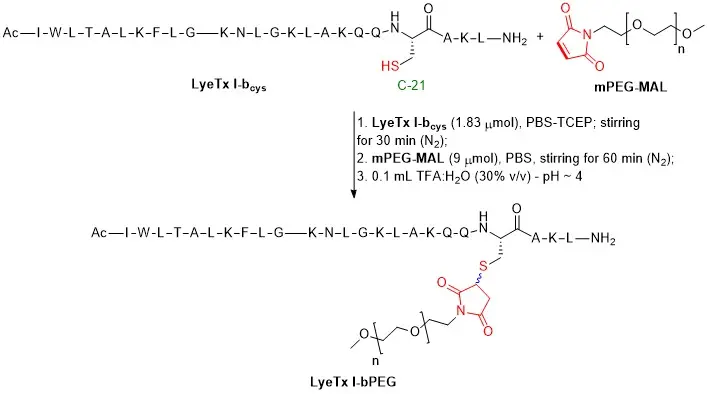 Ac—I—W—L—T—A—L—K—F—L—G—K—N—L—G—K—L—A—K—Q—Q—N H O A—K—L—NH2 + O N O O n
HS
LyeTx I-bcys C-21 mPEG-MAL
1. LyeTx I-bcys (1.83 μmol), PBS-TCEP; stirring
for 30 min (N2);
2. mPEG-MAL (9 μmol), PBS, stirring for 60 min (N2);
3. 0.1 mL TFA:H2O (30% v/v) - pH ~ 4
Ac—I—W—L—T—A—L—K—F—L—G—K—N—L—G—K—L—A—K—Q—Q—N H O A—K—L—NH2
S
O
O O N O
n
LyeTx I-bPEG